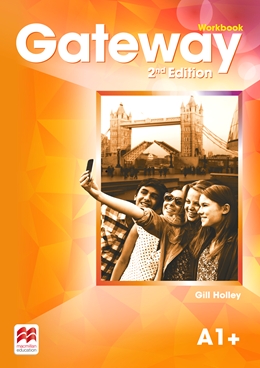 Workbook
Gateway
2nd Edition
Gill Holley
A1+
macmillan
education